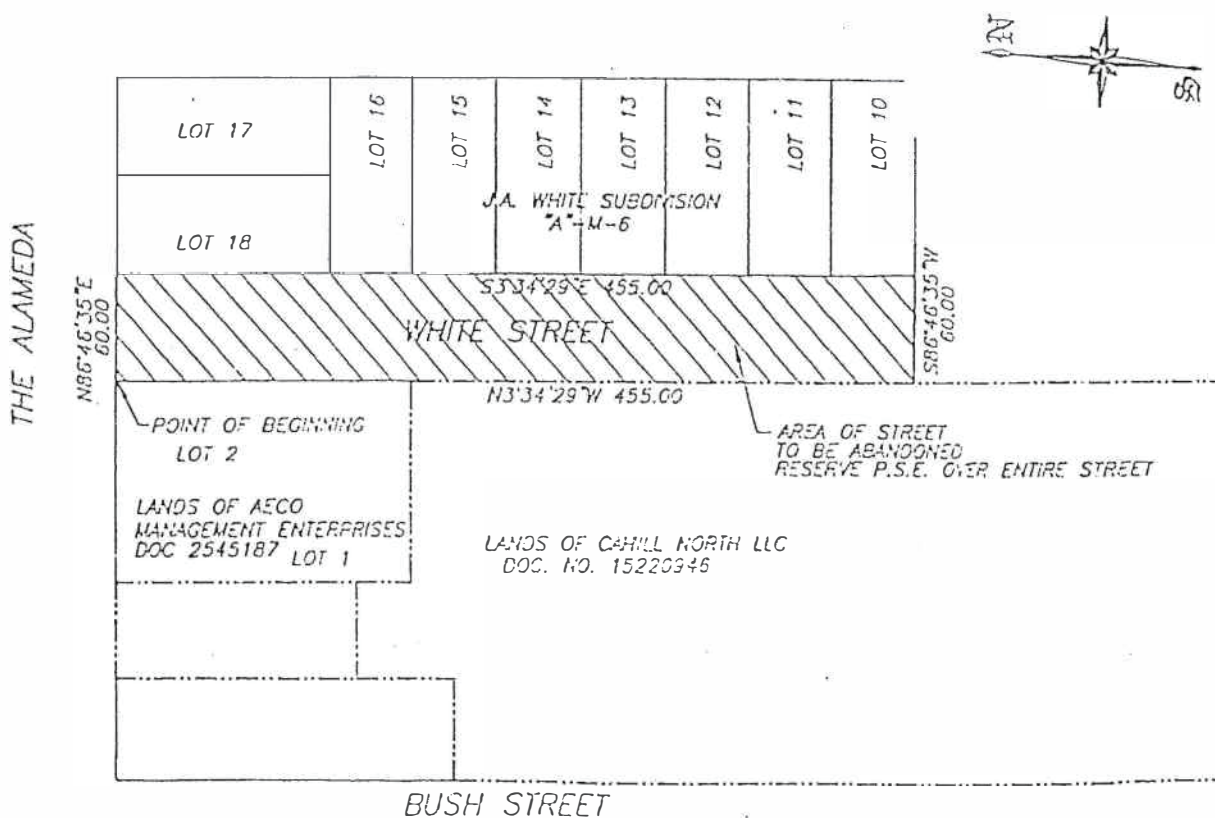 N
S
LOT 17
LOT 16
LOT 15
LOT 14
LOT 13
LOT 12
LOT 11
LOT 10
J.A. WHITE SUBDIVISION
"A"-M-6
LOT 18
THE ALAMEDA
N86°46'35"E
60.00
S3°34'29"E 455.00
WHITE STREET
S86°46'35"W
60.00
N3°34'29"W 455.00
POINT OF BEGINNING
LOT 2
AREA OF STREET
TO BE ABANDONED
RESERVE P.S.E. OVER ENTIRE STREET
LANDS OF AECO
MANAGEMENT ENTERPRISES
DOC 2545187 LOT 1
LANDS OF CAHILL NORTH LLC
DOC. NO. 15220946
BUSH STREET